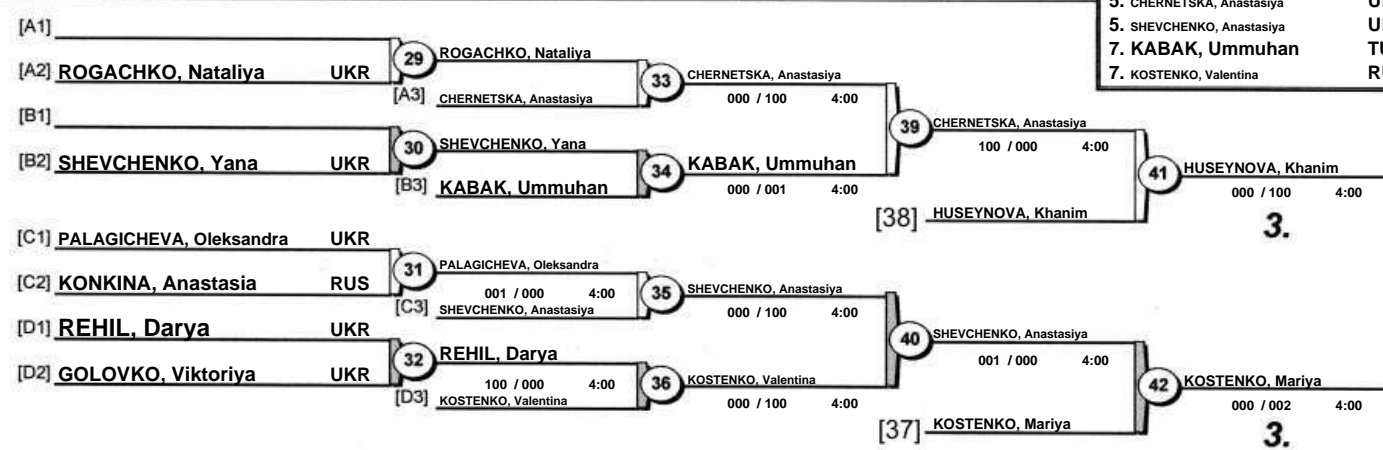 5. CHERNETSKA, Anastasiya
5. SHEVCHENKO, Anastasiya
7. KABAK, Ummuhan
7. KOSTENKO, Valentina
[A1]
[A2] ROGACHKO, Nataliya UKR
29
ROGACHKO, Nataliya
[A3] CHERNETSKA, Anastasiya
33
CHERNETSKA, Anastasiya
000 / 100 4:00
[B1]
[B2] SHEVCHENKO, Yana UKR
30
SHEVCHENKO, Yana
[B3] KABAK, Ummuhan
34
KABAK, Ummuhan
000 / 001 4:00
39
CHERNETSKA, Anastasiya
100 / 000 4:00
[38] HUSEYNOVA, Khanim
41
HUSEYNOVA, Khanim
000 / 100 4:00
3.
[C1] PALAGICHEVA, Oleksandra UKR
[C2] KONKINA, Anastasia RUS
31
PALAGICHEVA, Oleksandra
001 / 000 4:00
[C3] SHEVCHENKO, Anastasiya
35
SHEVCHENKO, Anastasiya
000 / 100 4:00
[D1] REHIL, Darya UKR
[D2] GOLOVKO, Viktoriya UKR
32
REHIL, Darya
100 / 000 4:00
[D3] KOSTENKO, Valentina
36
KOSTENKO, Valentina
000 / 100 4:00
40
SHEVCHENKO, Anastasiya
001 / 000 4:00
[37] KOSTENKO, Mariya
42
KOSTENKO, Mariya
000 / 002 4:00
3.